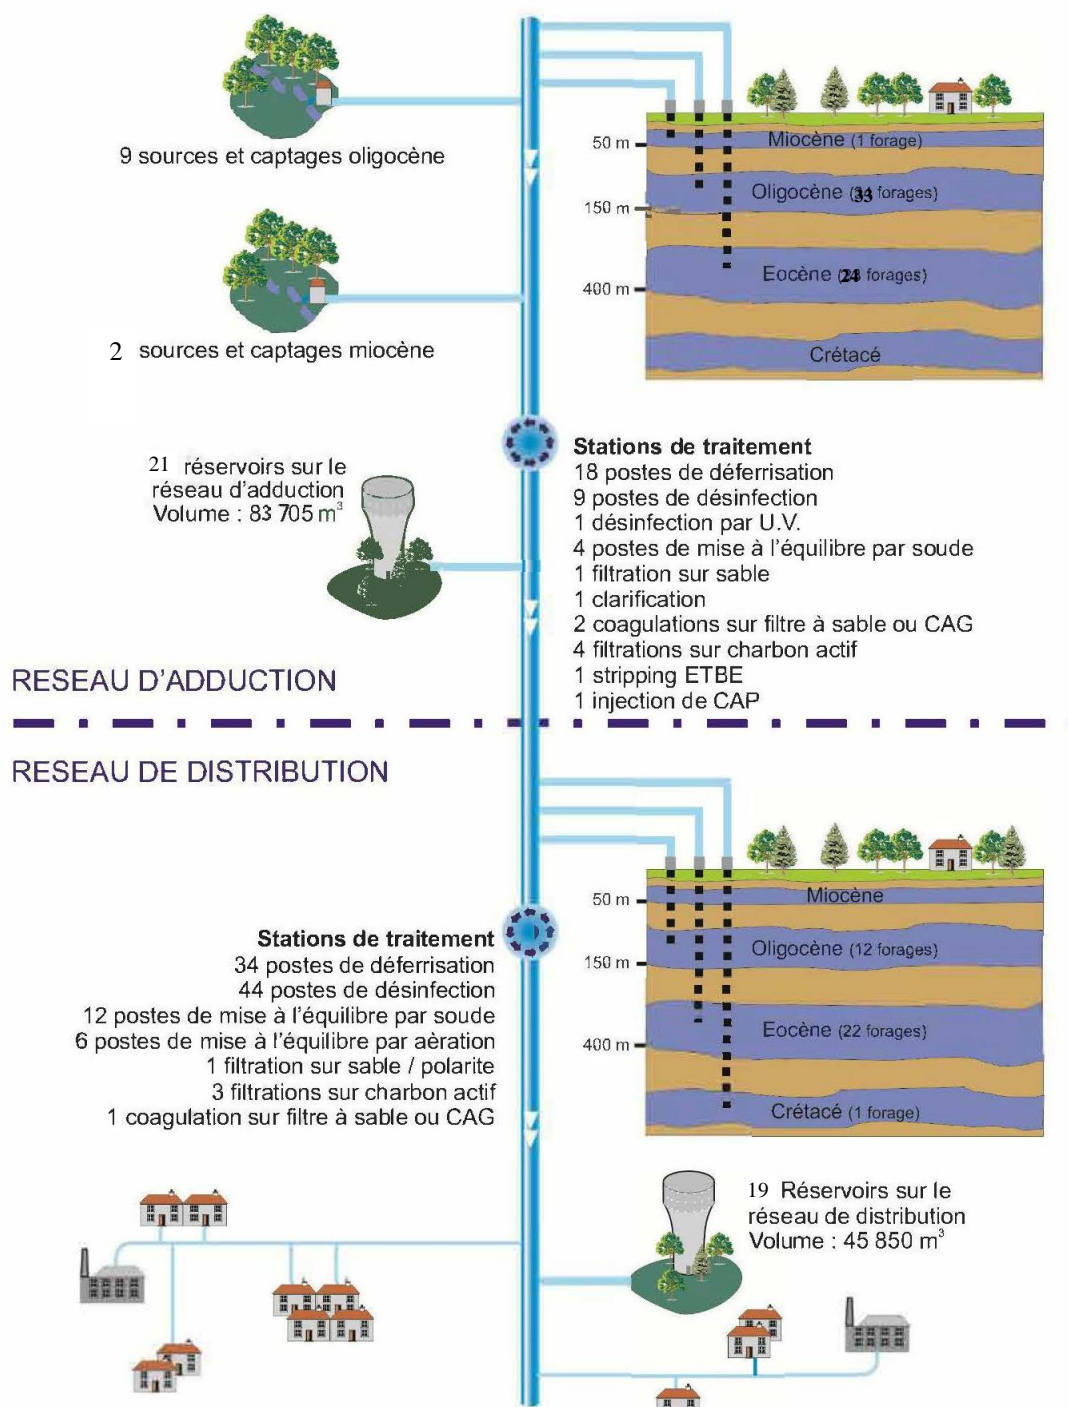 9 sources et captages oligocène
2 sources et captages miocène
50 m
150 m
400 m
Miocène (1 forage)
Oligocène (33 forages)
Eocène (24 forages)
Crétacé
21 réservoirs sur le
réseau d'adduction
Volume : 83 705 m³
Stations de traitement
18 postes de déferrisation
9 postes de désinfection
1 désinfection par U.V.
4 postes de mise à l'équilibre par soude
1 filtration sur sable
1 clarification
2 coagulations sur filtre à sable ou CAG
4 filtrations sur charbon actif
1 stripping ETBE
1 injection de CAP
RESEAU D'ADDUCTION
RESEAU DE DISTRIBUTION
50 m
150 m
400 m
Miocène
Oligocène (12 forages)
Eocène (22 forages)
Crétacé (1 forage)
Stations de traitement
34 postes de déferrisation
44 postes de désinfection
12 postes de mise à l'équilibre par soude
6 postes de mise à l'équilibre par aèration
1 filtration sur sable / polarite
3 filtrations sur charbon actif
1 coagulation sur filtre à sable ou CAG
19 Réservoirs sur le
réseau de distribution
Volume : 45 850 m³